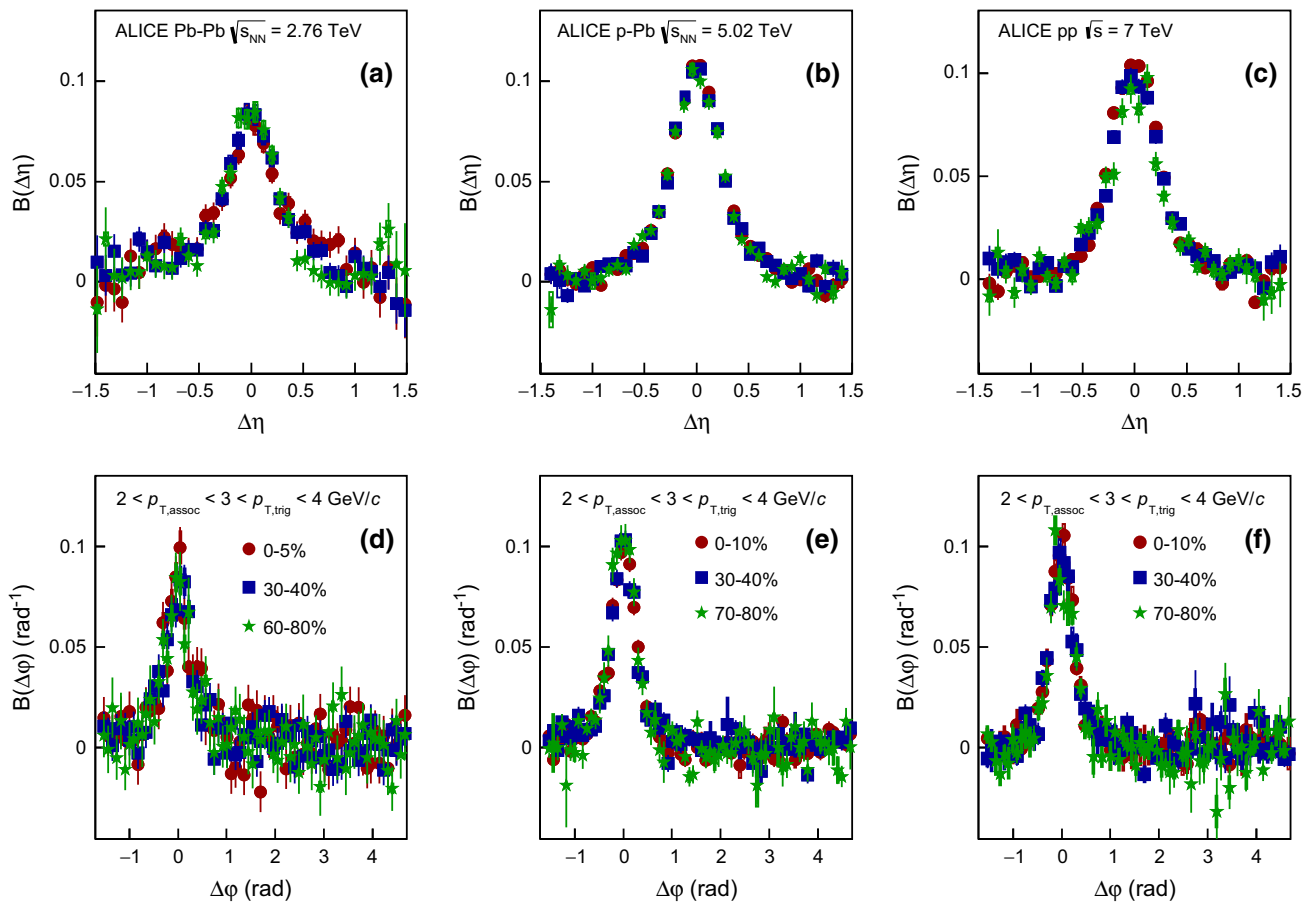 ALICE Pb-Pb √s_NN = 2.76 TeV
(a)
B(Δη)
0.1
0.05
0
−1.5 −1 −0.5 0 0.5 1 1.5
Δη
ALICE p-Pb √s_NN = 5.02 TeV
(b)
B(Δη)
0.1
0.05
0
−1.5 −1 −0.5 0 0.5 1 1.5
Δη
ALICE pp √s = 7 TeV
(c)
B(Δη)
0.1
0.05
0
−1.5 −1 −0.5 0 0.5 1 1.5
Δη
2 < p_T,assoc < 3 < p_T,trig < 4 GeV/c
(d)
0-5%
30-40%
60-80%
B(Δφ) (rad⁻¹)
0.1
0.05
0
−1 0 1 2 3 4
Δφ (rad)
2 < p_T,assoc < 3 < p_T,trig < 4 GeV/c
(e)
0-10%
30-40%
70-80%
B(Δφ) (rad⁻¹)
0.1
0.05
0
−1 0 1 2 3 4
Δφ (rad)
2 < p_T,assoc < 3 < p_T,trig < 4 GeV/c
(f)
0-10%
30-40%
70-80%
B(Δφ) (rad⁻¹)
0.1
0.05
0
−1 0 1 2 3 4
Δφ (rad)